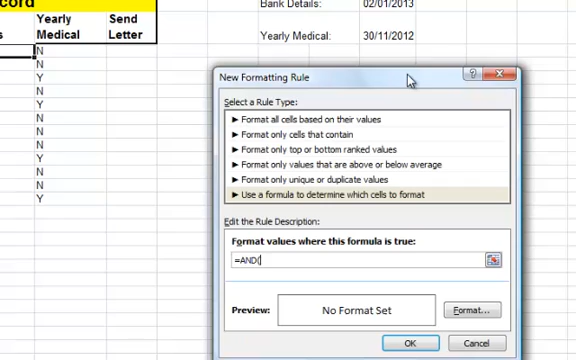 cord
Bank Details: 02/01/2013
Yearly Medical Send Letter
Yearly Medical: 30/11/2012
s
N
N
Y
N
Y
N
N
N
Y
N
N
Y
New Formatting Rule
Select a Rule Type:
► Format all cells based on their values
► Format only cells that contain
► Format only top or bottom ranked values
► Format only values that are above or below average
► Format only unique or duplicate values
► Use a formula to determine which cells to format
Edit the Rule Description:
Format values where this formula is true:
=AND(
Preview: No Format Set Format...
OK Cancel